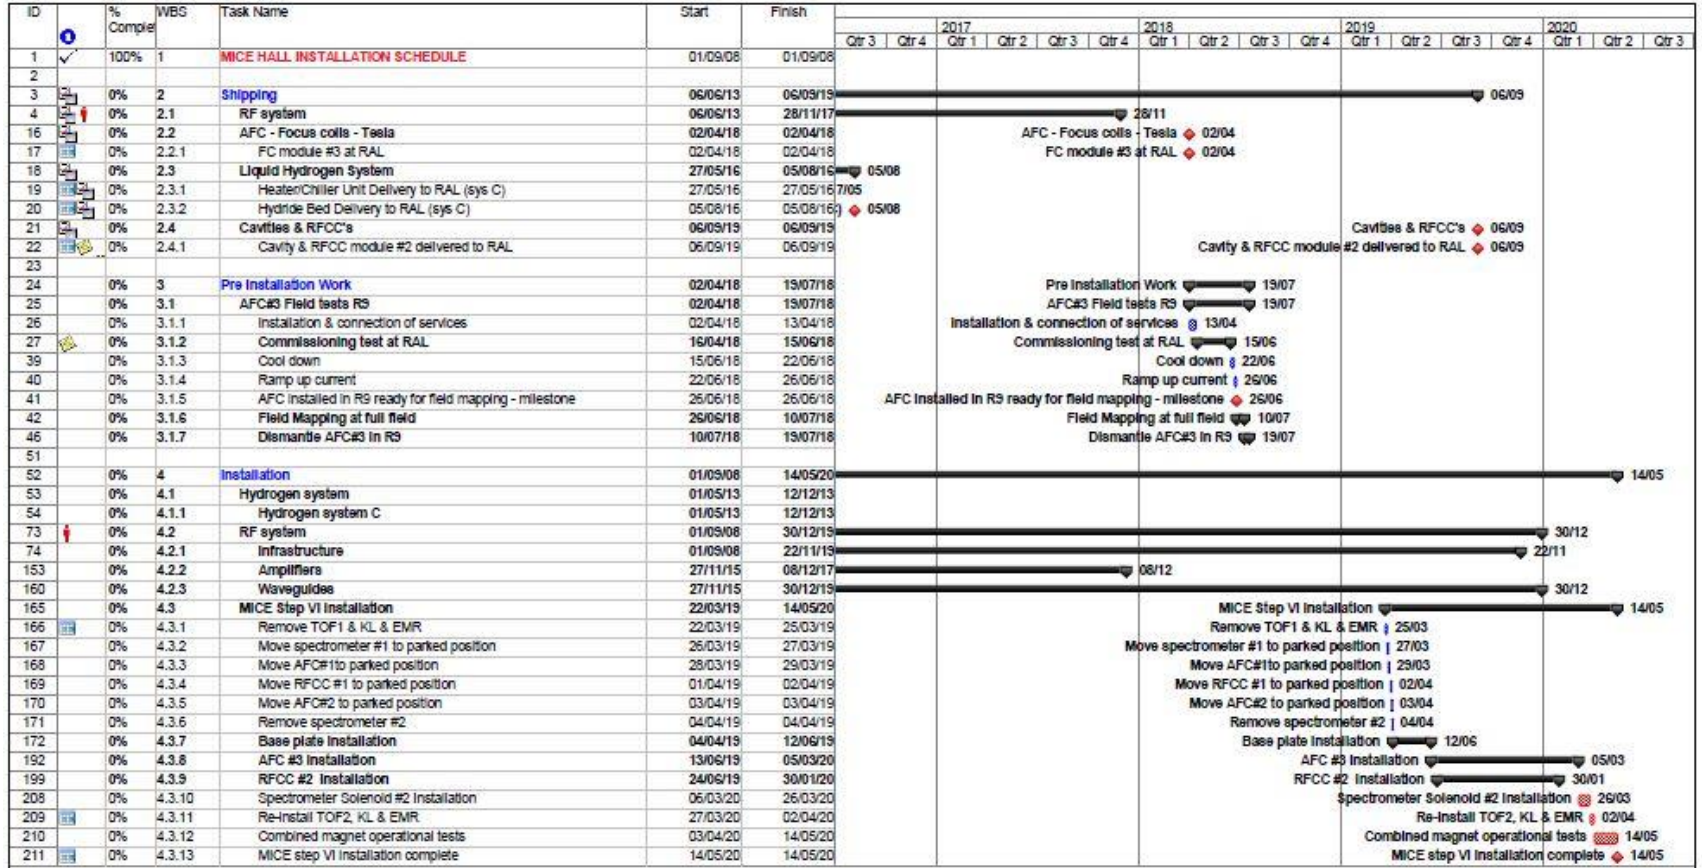 ID % Complet WBS Task Name Start Finish 2017 2018 2019 2020
Qtr 3 Qtr 4 Qtr 1 Qtr 2 Qtr 3 Qtr 4 Qtr 1 Qtr 2 Qtr 3 Qtr 4 Qtr 1 Qtr 2 Qtr 3 Qtr 4 Qtr 1 Qtr 2 Qtr 3
1 100% 1 MICE HALL INSTALLATION SCHEDULE 01/09/08 01/09/08
2
3 0% 2 Shipping 06/06/13 06/09/19 06/09
4 0% 2.1 RF system 06/06/13 28/11/17 28/11
16 0% 2.2 AFC - Focus coils - Tesla 02/04/18 02/04/18 AFC - Focus coils - Tesla 02/04
17 0% 2.2.1 FC module #3 at RAL 02/04/18 02/04/18 FC module #3 at RAL 02/04
18 0% 2.3 Liquid Hydrogen System 27/05/16 05/08/16 05/08
19 0% 2.3.1 Heater/Chiller Unit Delivery to RAL (sys C) 27/05/16 27/05/16 7/05
20 0% 2.3.2 Hydride Bed Delivery to RAL (sys C) 05/08/16 05/08/16 :) 05/08
21 0% 2.4 Cavities & RFCC's 06/09/19 06/09/19 Cavities & RFCC's 06/09
22 0% 2.4.1 Cavity & RFCC module #2 delivered to RAL 06/09/19 06/09/19 Cavity & RFCC module #2 delivered to RAL 06/09
23
24 0% 3 Pre Installation Work 02/04/18 19/07/18 Pre Installation Work 19/07
25 0% 3.1 AFC#3 Field tests R9 02/04/18 19/07/18 AFC#3 Field tests R9 19/07
26 0% 3.1.1 Installation & connection of services 02/04/18 13/04/18 Installation & connection of services 13/04
27 0% 3.1.2 Commissioning test at RAL 16/04/18 15/06/18 Commissioning test at RAL 15/06
39 0% 3.1.3 Cool down 15/06/18 22/06/18 Cool down 22/06
40 0% 3.1.4 Ramp up current 22/06/18 26/06/18 Ramp up current 26/06
41 0% 3.1.5 AFC installed in R9 ready for field mapping - milestone 26/06/18 26/06/18 AFC installed in R9 ready for field mapping - milestone 26/06
42 0% 3.1.6 Field Mapping at full field 26/06/18 10/07/18 Field Mapping at full field 10/07
46 0% 3.1.7 Dismantle AFC#3 in R9 10/07/18 19/07/18 Dismantle AFC#3 in R9 19/07
51
52 0% 4 Installation 01/09/08 14/05/20 14/05
53 0% 4.1 Hydrogen system 01/05/13 12/12/13
54 0% 4.1.1 Hydrogen system C 01/05/13 12/12/13
73 0% 4.2 RF system 01/09/08 30/12/19 30/12
74 0% 4.2.1 Infrastructure 01/09/08 22/11/19 22/11
153 0% 4.2.2 Amplifiers 27/11/15 08/12/17 08/12
160 0% 4.2.3 Waveguides 27/11/15 30/12/19 30/12
165 0% 4.3 MICE Step VI Installation 22/03/19 14/05/20 MICE Step VI Installation 14/05
166 0% 4.3.1 Remove TOF1 & KL & EMR 22/03/19 25/03/19 Remove TOF1 & KL & EMR 25/03
167 0% 4.3.2 Move spectrometer #1 to parked position 26/03/19 27/03/19 Move spectrometer #1 to parked position 27/03
168 0% 4.3.3 Move AFC#1to parked position 28/03/19 29/03/19 Move AFC#1to parked position 29/03
169 0% 4.3.4 Move RFCC #1 to parked position 01/04/19 02/04/19 Move RFCC #1 to parked position 02/04
170 0% 4.3.5 Move AFC#2 to parked position 03/04/19 03/04/19 Move AFC#2 to parked position 03/04
171 0% 4.3.6 Remove spectrometer #2 04/04/19 04/04/19 Remove spectrometer #2 04/04
172 0% 4.3.7 Base plate Installation 04/04/19 12/06/19 Base plate Installation 12/06
192 0% 4.3.8 AFC #3 Installation 13/06/19 05/03/20 AFC #3 Installation 05/03
199 0% 4.3.9 RFCC #2 Installation 24/06/19 30/01/20 RFCC #2 Installation 30/01
208 0% 4.3.10 Spectrometer Solenoid #2 Installation 06/03/20 26/03/20 Spectrometer Solenoid #2 Installation 26/03
209 0% 4.3.11 Re-Install TOF2, KL & EMR 27/03/20 02/04/20 Re-Install TOF2, KL & EMR 02/04
210 0% 4.3.12 Combined magnet operational tests 03/04/20 14/05/20 Combined magnet operational tests 14/05
211 0% 4.3.13 MICE step VI Installation complete 14/05/20 14/05/20 MICE step VI Installation complete 14/05